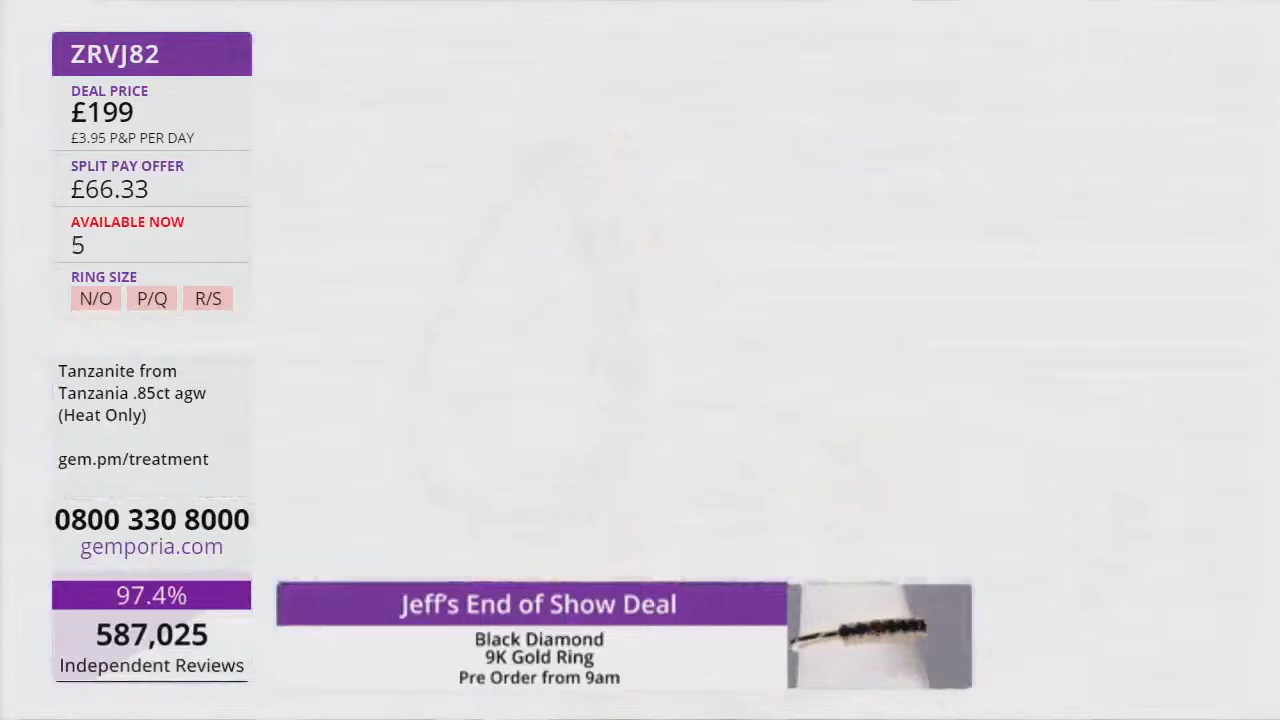 ZRVJ82
DEAL PRICE
£199
£3.95 P&P PER DAY
SPLIT PAY OFFER
£66.33
AVAILABLE NOW
5
RING SIZE
N/O P/Q R/S
Tanzanite from
Tanzania .85ct agw
(Heat Only)
gem.pm/treatment
0800 330 8000
gemporia.com
97.4%
587,025
Independent Reviews
Jeff's End of Show Deal
Black Diamond
9K Gold Ring
Pre Order from 9am